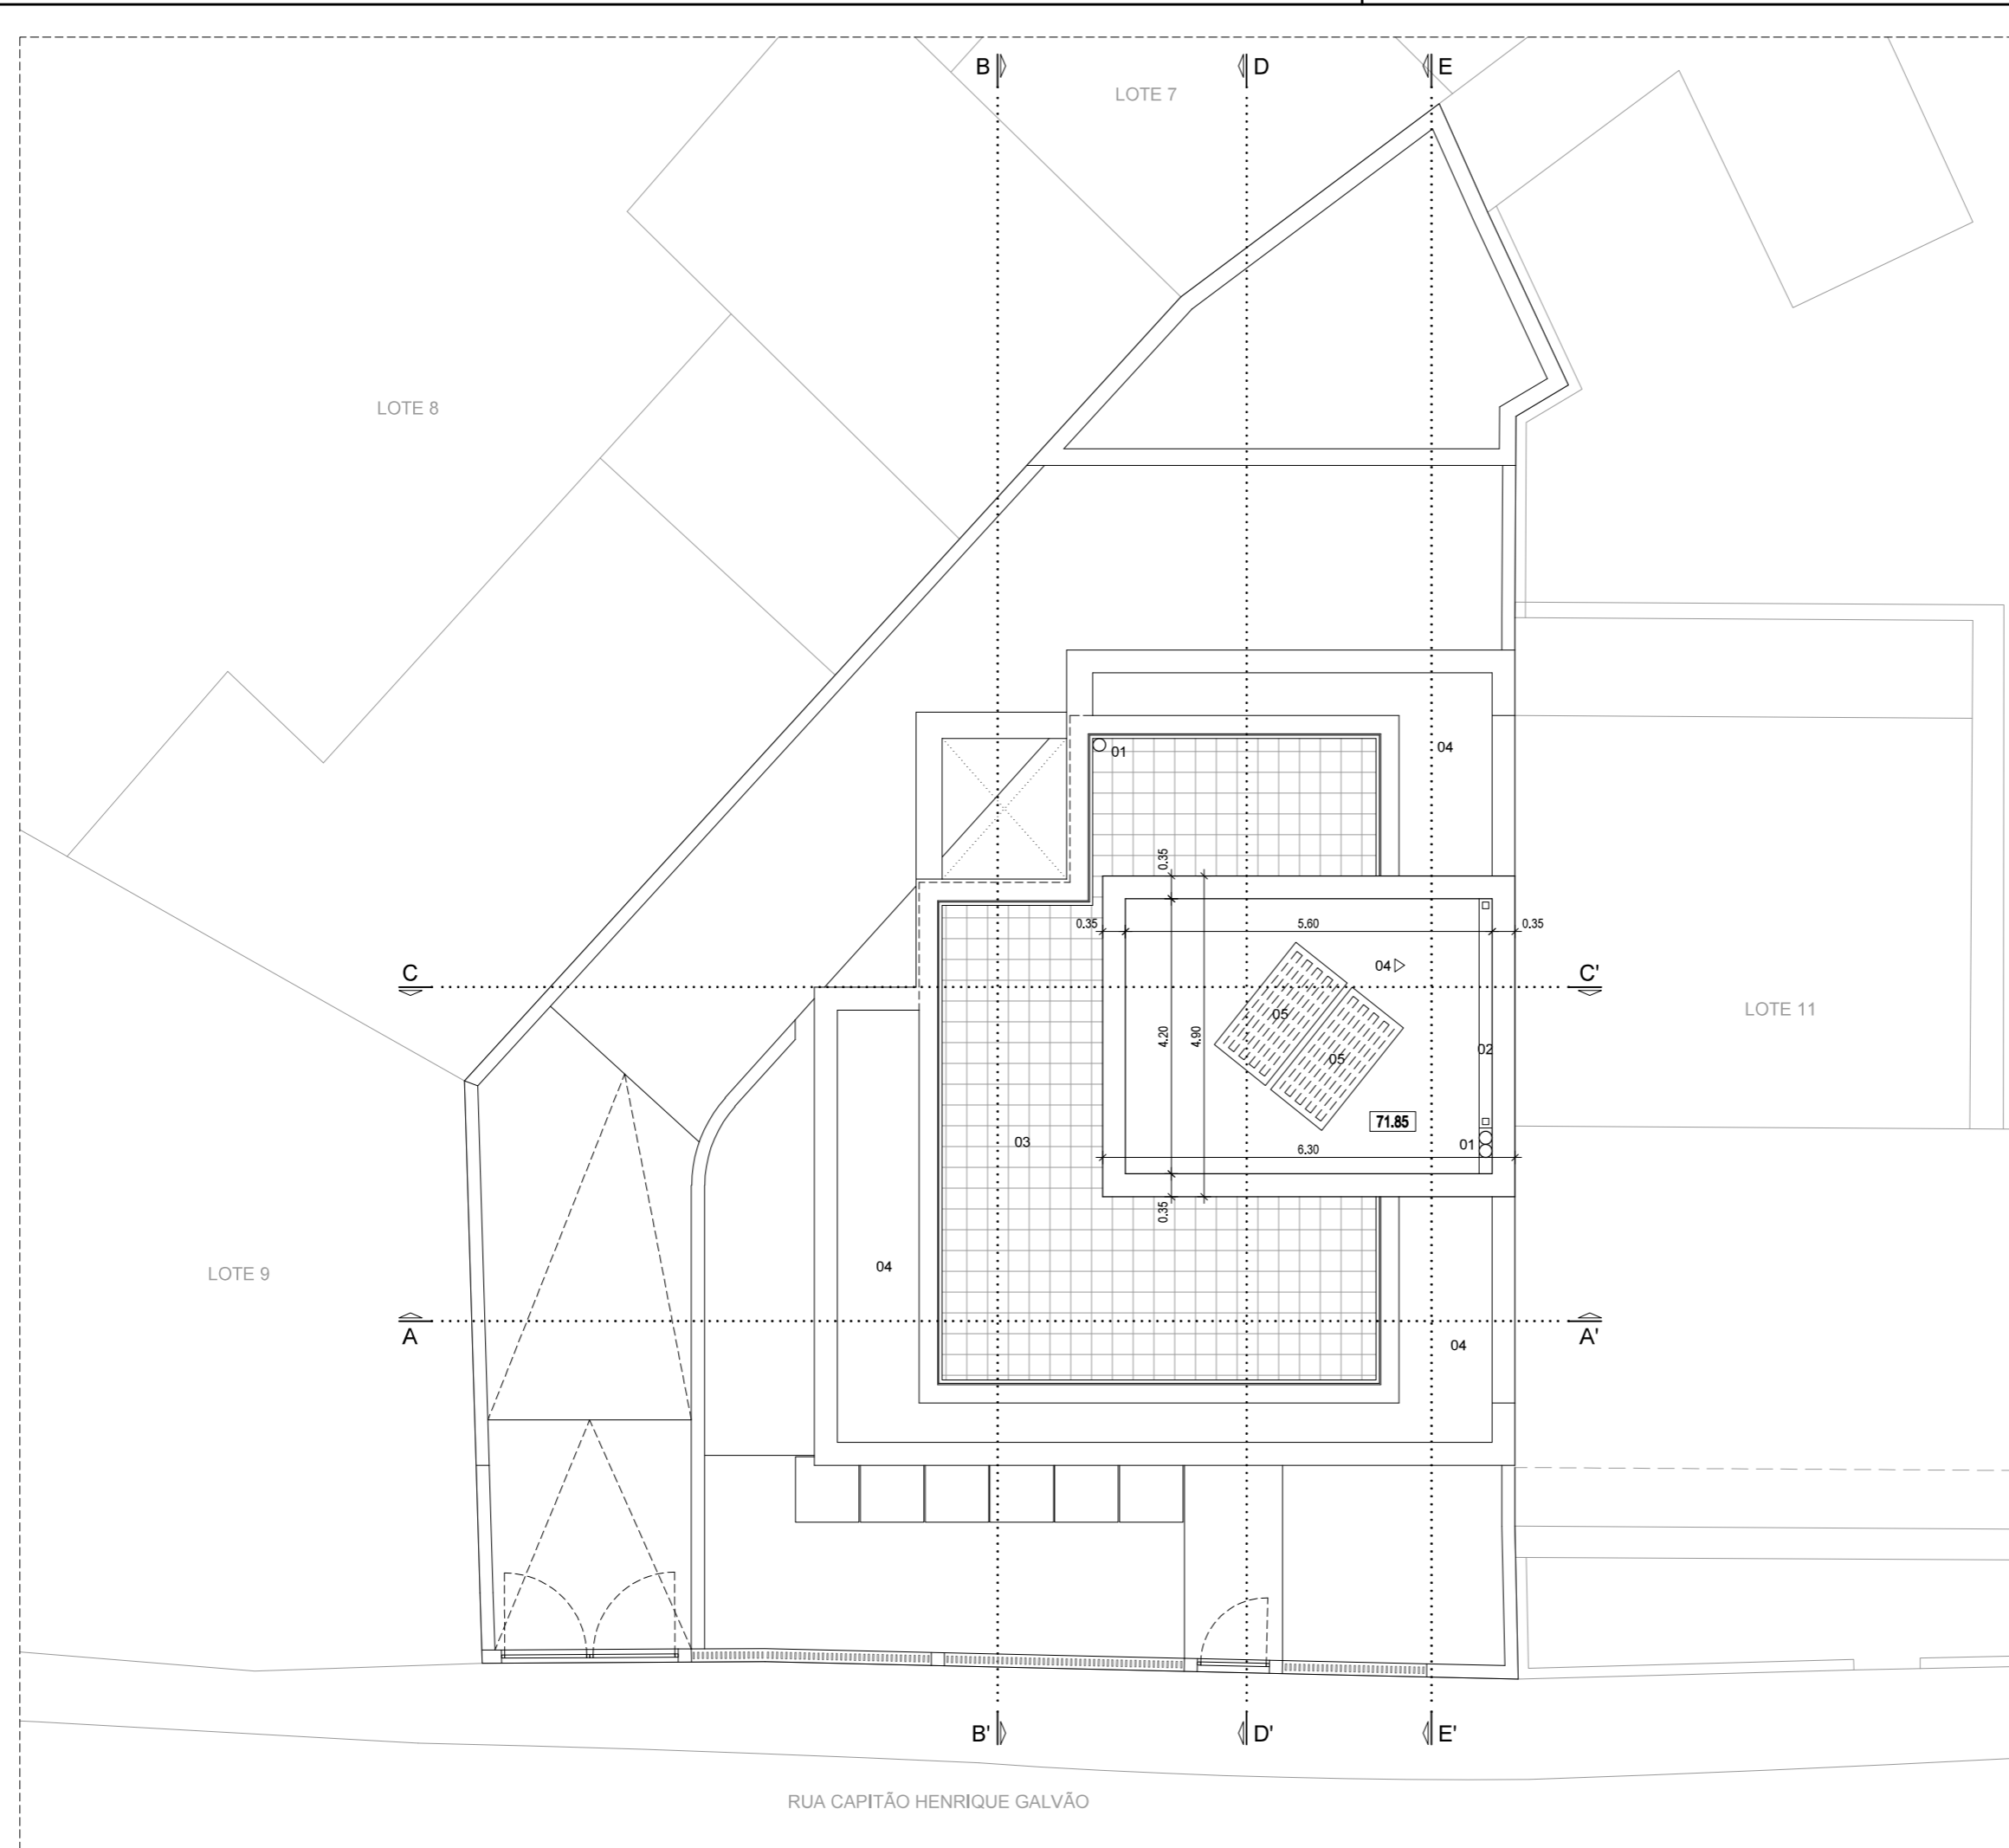 B
D
E
LOTE 7
LOTE 8
01
04
0.35
0.35
5.60
0.35
04
C
C'
05
LOTE 11
4.20
4.90
05
02
71.85
03
01
6.30
0.35
LOTE 9
04
A
A'
04
B'
D'
E'
RUA CAPITÃO HENRIQUE GALVÃO